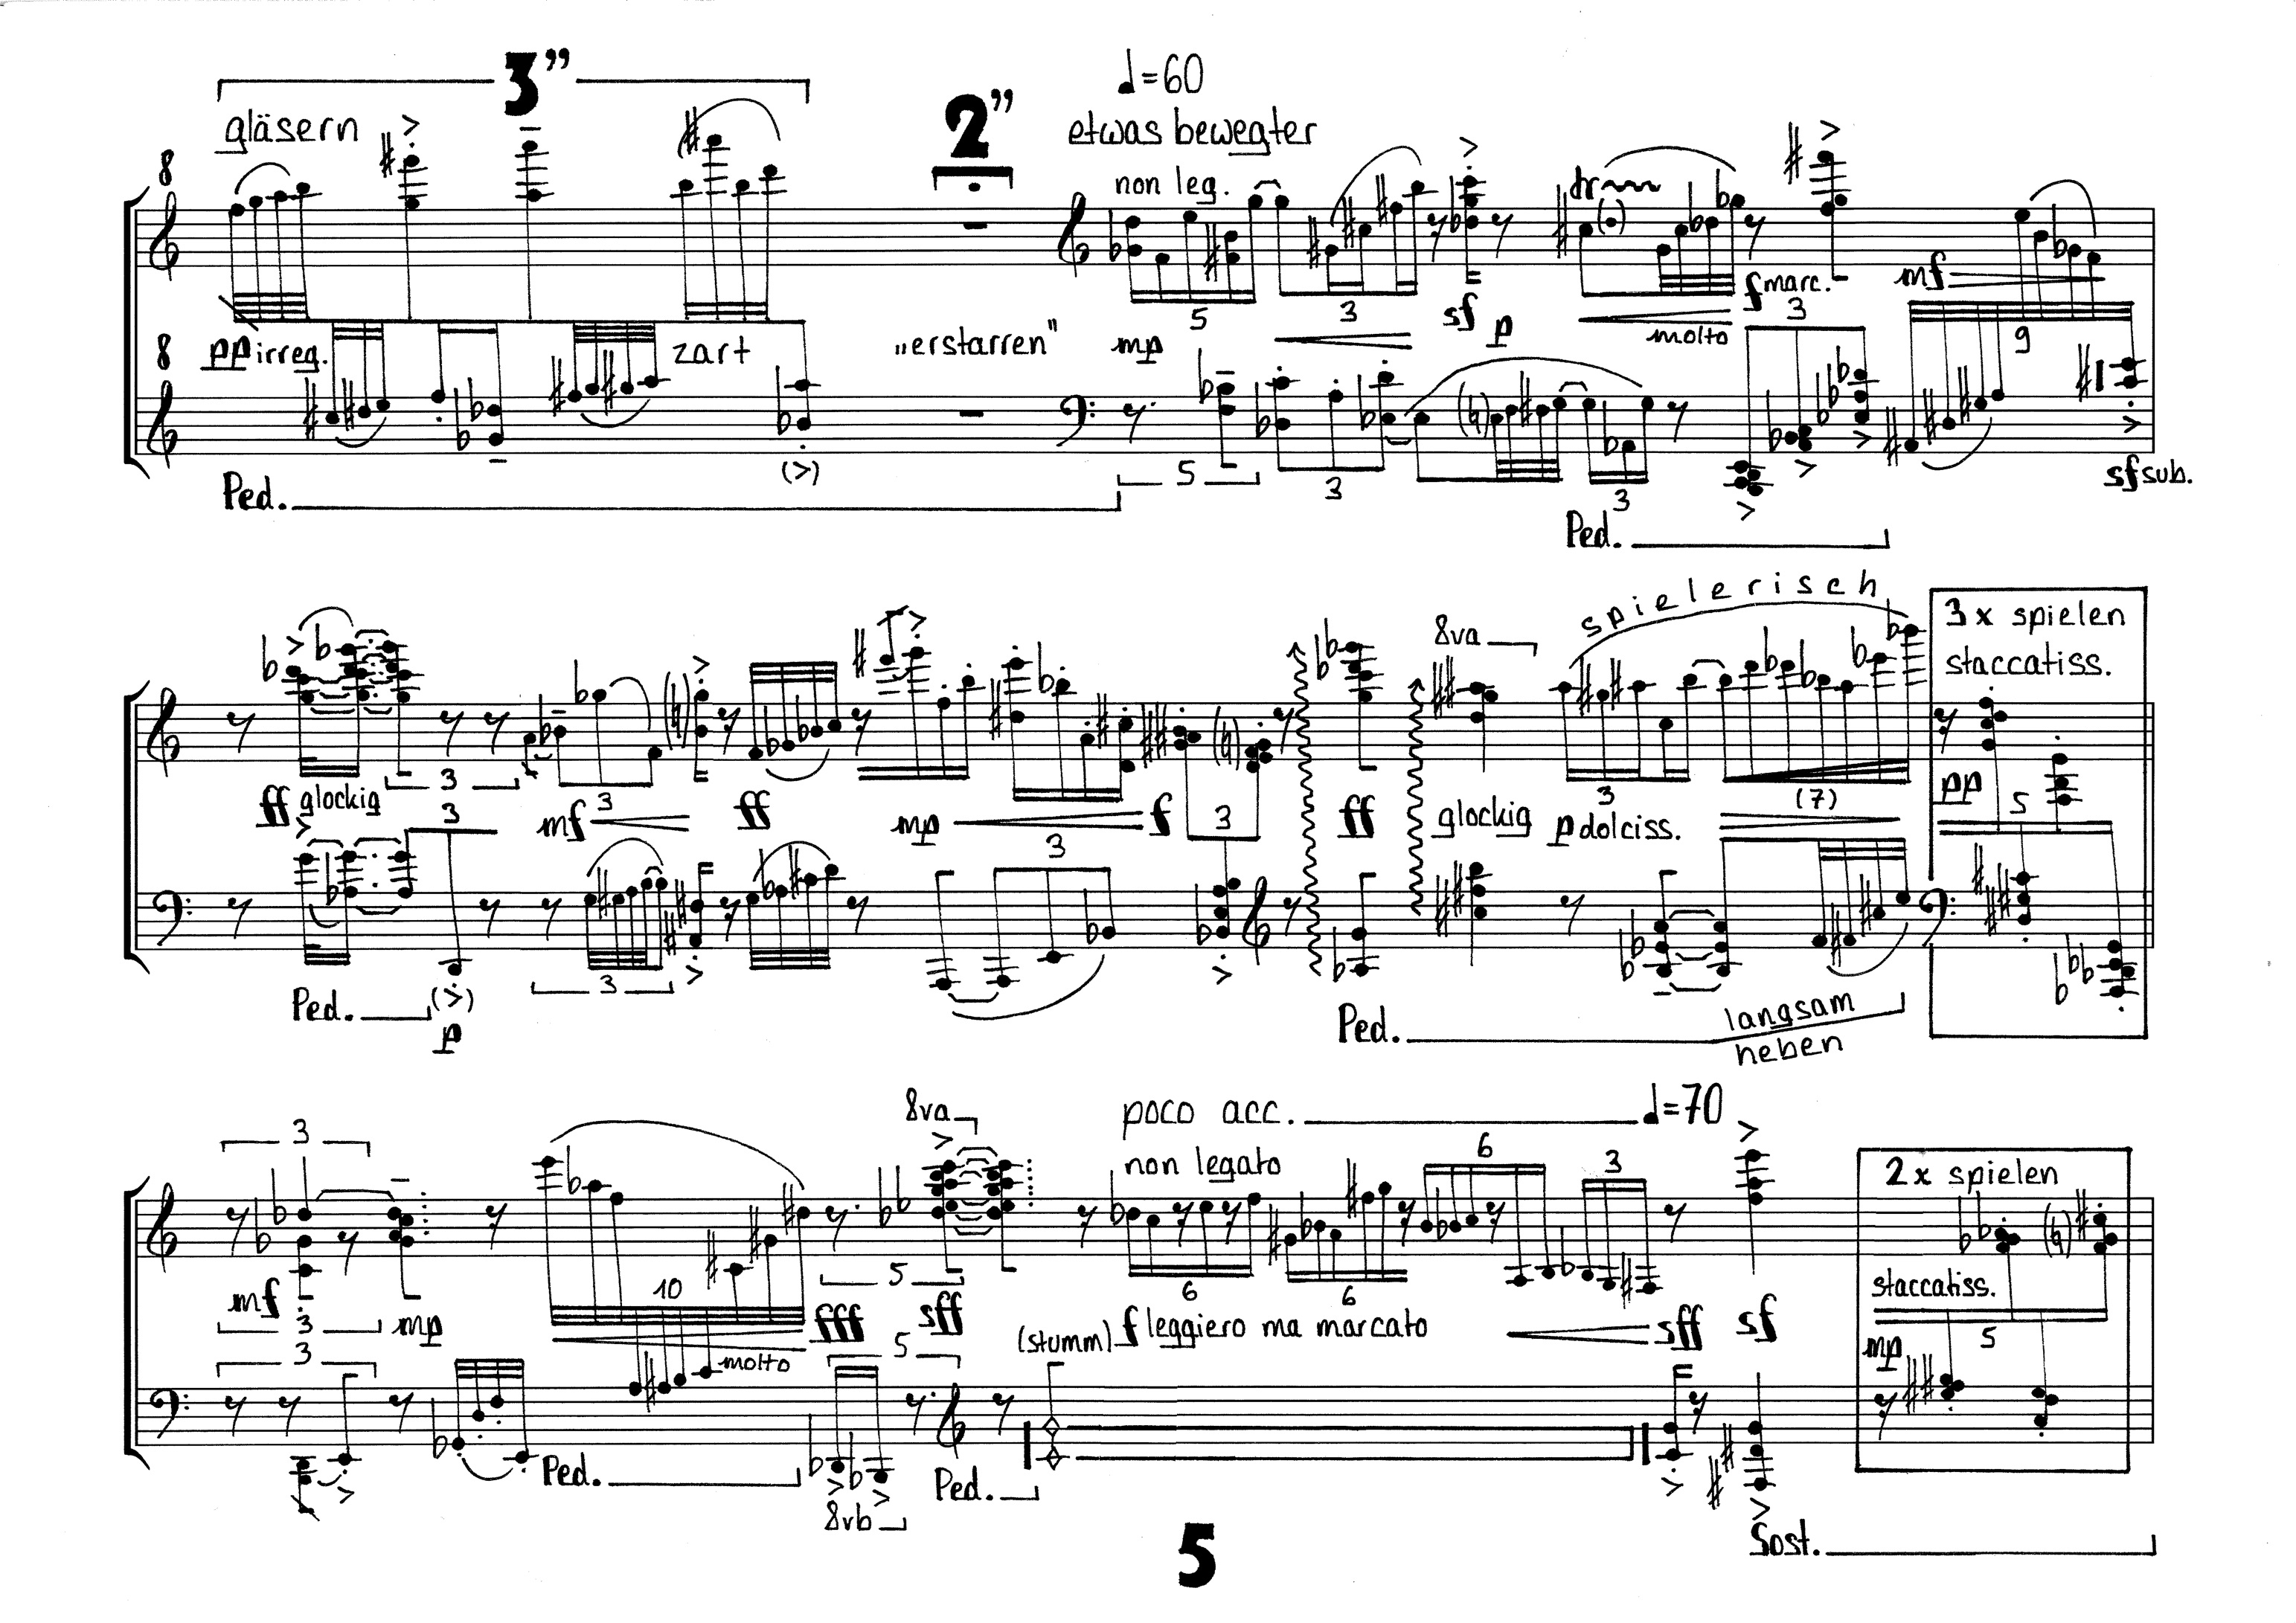 3”
gläsern
2”
♩=60
etwas bewegter
8
non leg.
tr
f marc.
mf
3
5
3
sf
p
molto
9
8
pp irreg.
zart
„erstarren"
mp
5
3
3
(>)
sf sub.
Ped.
Ped.
spielerisch
8va
3x spielen
staccatiss.
3
ff glockig
3
mf
3
ff
mp
f
3
ff
glockig
p dolciss.
3
(7)
pp
5
3
3
Ped.
(>)
p
Ped.
langsam
heben
8va
poco acc.
♩=70
3
non legato
6
3
2x spielen
mf
3
mp
10
5
6
6
staccatiss.
fff
sff
(stumm)
f leggiero ma marcato
sff
sf
3
molto
5
mp
5
Ped.
8vb
Ped.
Sost.
5